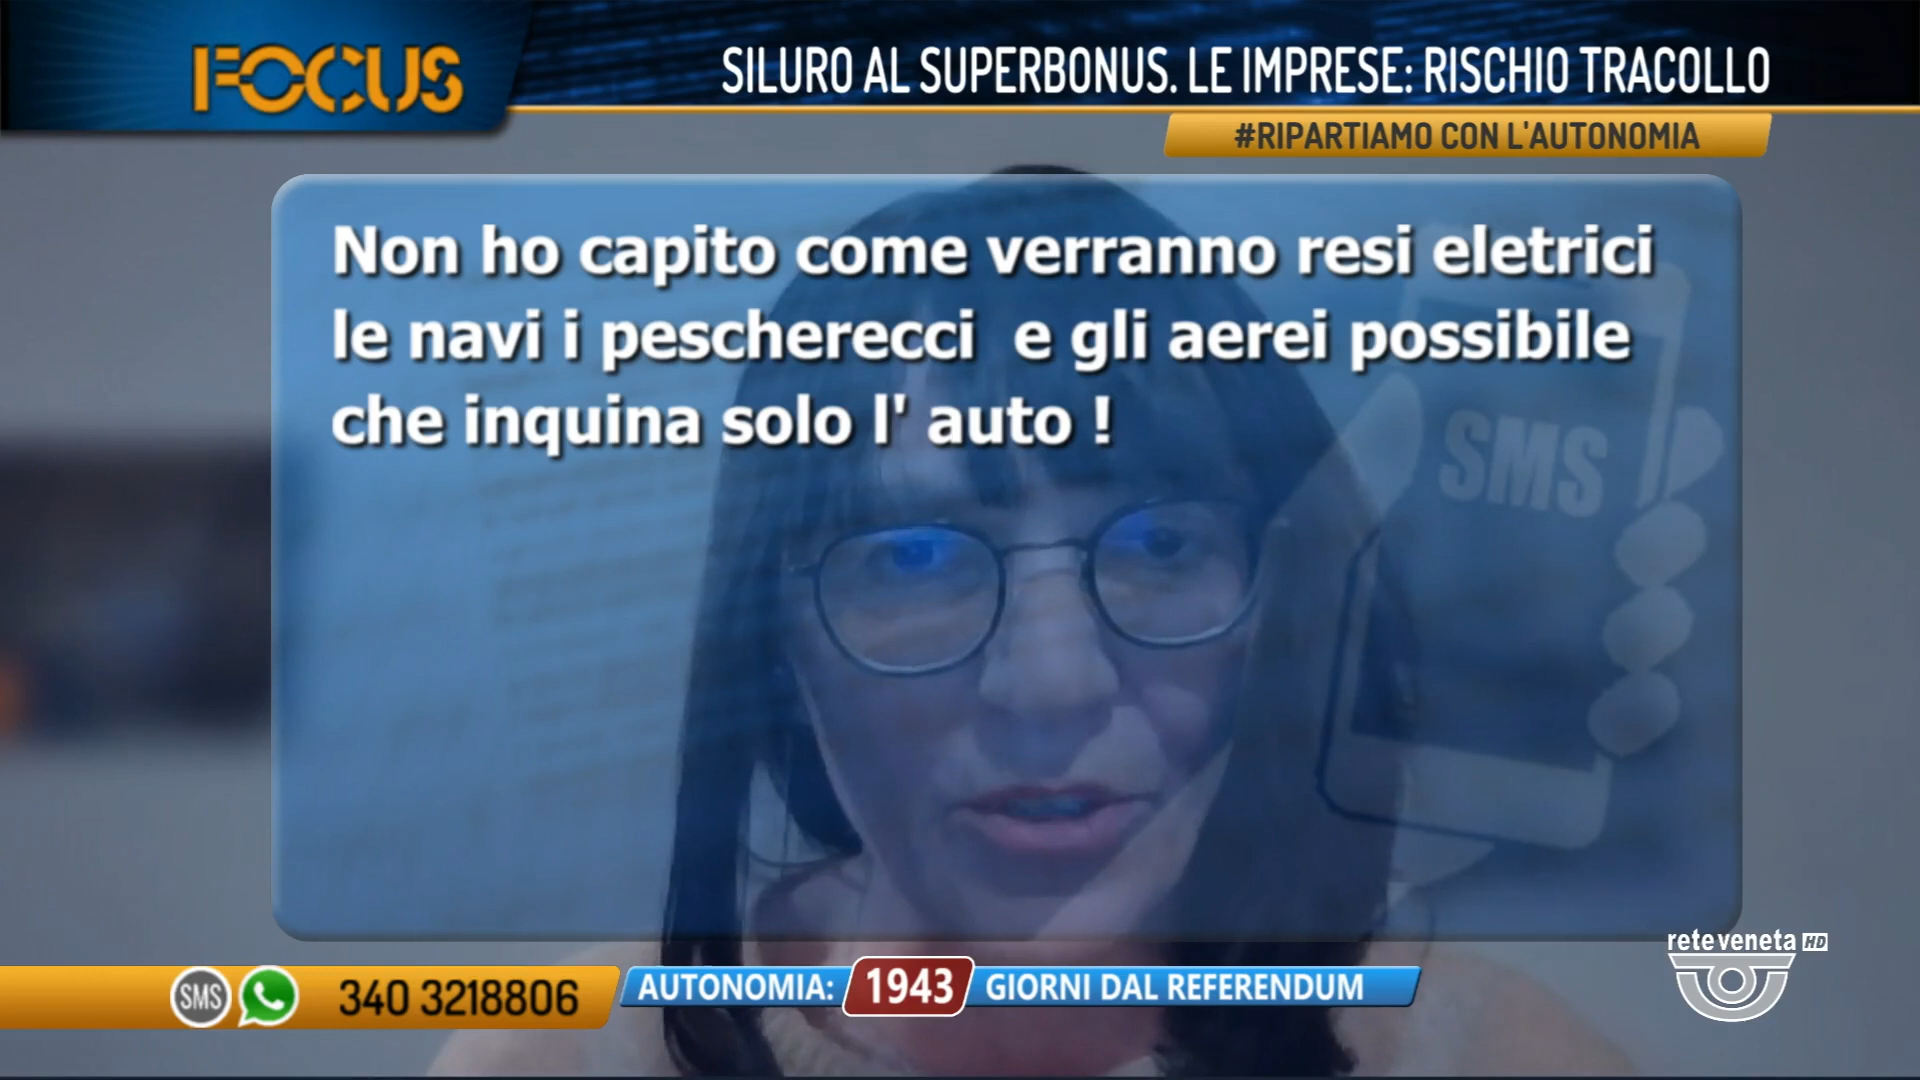 FOCUS
SILURO AL SUPERBONUS. LE IMPRESE: RISCHIO TRACOLLO
#RIPARTIAMO CON L'AUTONOMIA
Non ho capito come verranno resi eletrici
le navi i pescherecci e gli aerei possibile
che inquina solo l' auto !
SMS
reteveneta HD
SMS 340 3218806
AUTONOMIA: 1943 GIORNI DAL REFERENDUM